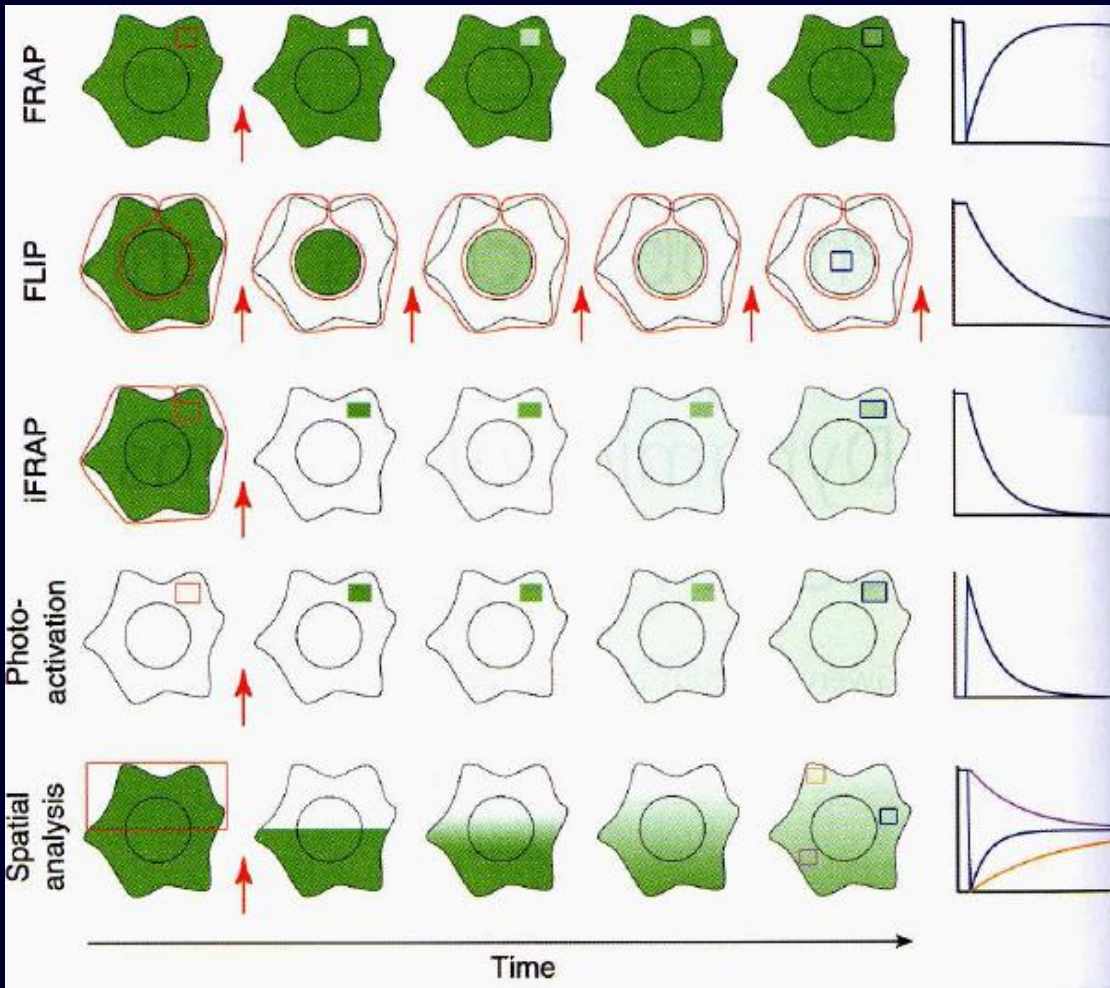 FRAP
FLIP
iFRAP
Photo-
activation
Spatial
analysis
Time